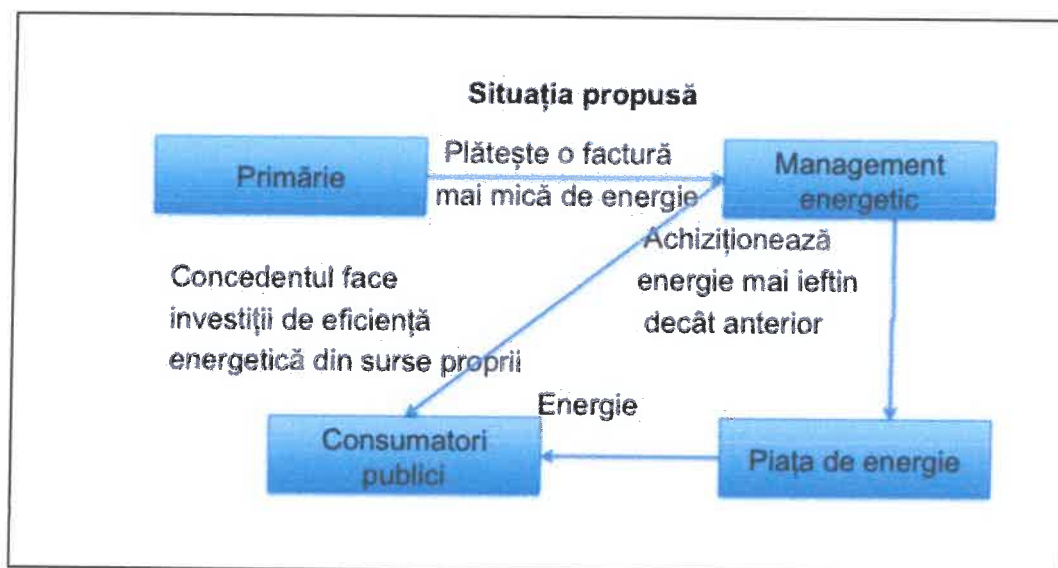 Situația propusă
Primărie
Plătește o factură
mai mică de energie
Management
energetic
Concedentul face
investiții de eficiență
energetică din surse proprii
Achiziționează
energie mai ieftin
decât anterior
Energie
Consumatori
publici
Piața de energie